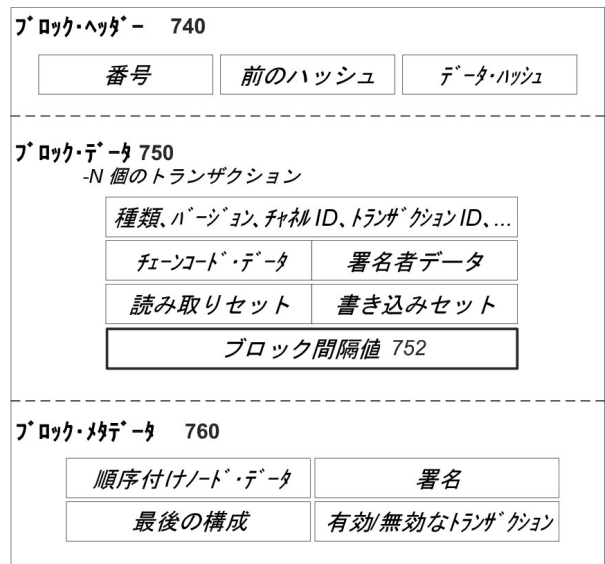 ブロック・ヘッダー 740
番号 前のハッシュ データ・ハッシュ
ブロック・データ 750
-N 個のトランザクション
種類、バージョン、チャネルID、トランザクションID、...
チェーンコード・データ 署名者データ
読み取りセット 書き込みセット
ブロック間隔値 752
ブロック・メタデータ 760
順序付けノード・データ 署名
最後の構成 有効/無効なトランザクション